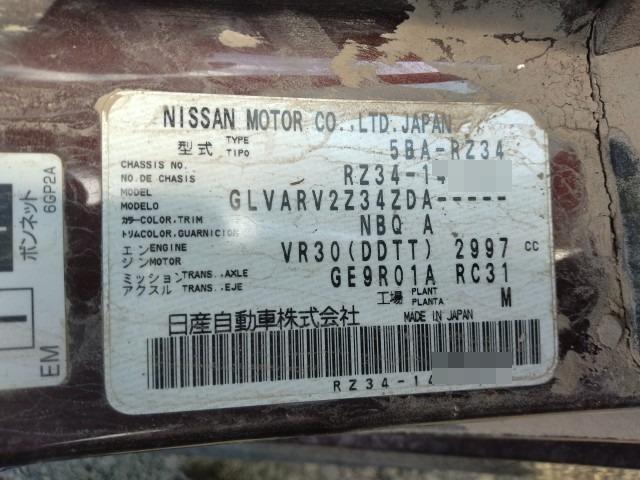 NISSAN MOTOR CO.,LTD.JAPAN
型式 TYPE TIPO 5BA-RZ34
CHASSIS NO. NO DE CHASIS RZ34-14
MODEL MODELO GLVARV2Z34ZDA-----
カラー COLOR,TRIM トリム COLOR,GUARNICION NBQ A
エンジン ENGINE MOTOR VR30(DDTT) 2997 cc
ミッション アクスル TRANS.,AXLE TRANS.,EJE GE9R01A RC31
工場 PLANT PLANTA M
日産自動車株式会社 MADE IN JAPAN
RZ34-14
ボンネット 6GP2A
EM